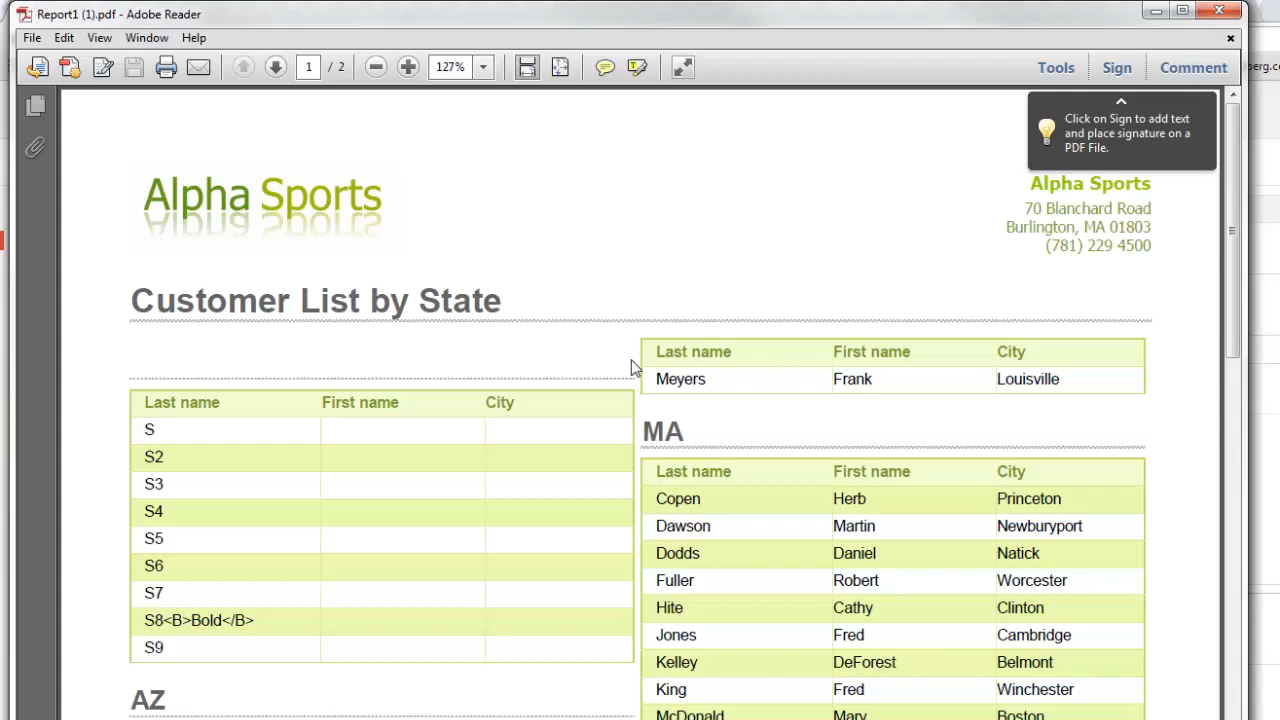 Report1 (1).pdf - Adobe Reader
File Edit View Window Help
1 / 2 127% Tools Sign Comment
Click on Sign to add text
and place signature on a
PDF File.
Alpha Sports
Alpha Sports
70 Blanchard Road
Burlington, MA 01803
(781) 229 4500
Customer List by State
Last name First name City
S
S2
S3
S4
S5
S6
S7
S8<B>Bold</B>
S9
AZ
Last name First name City
Meyers Frank Louisville
MA
Last name First name City
Copen Herb Princeton
Dawson Martin Newburyport
Dodds Daniel Natick
Fuller Robert Worcester
Hite Cathy Clinton
Jones Fred Cambridge
Kelley DeForest Belmont
King Fred Winchester
McDonald Mary Boston